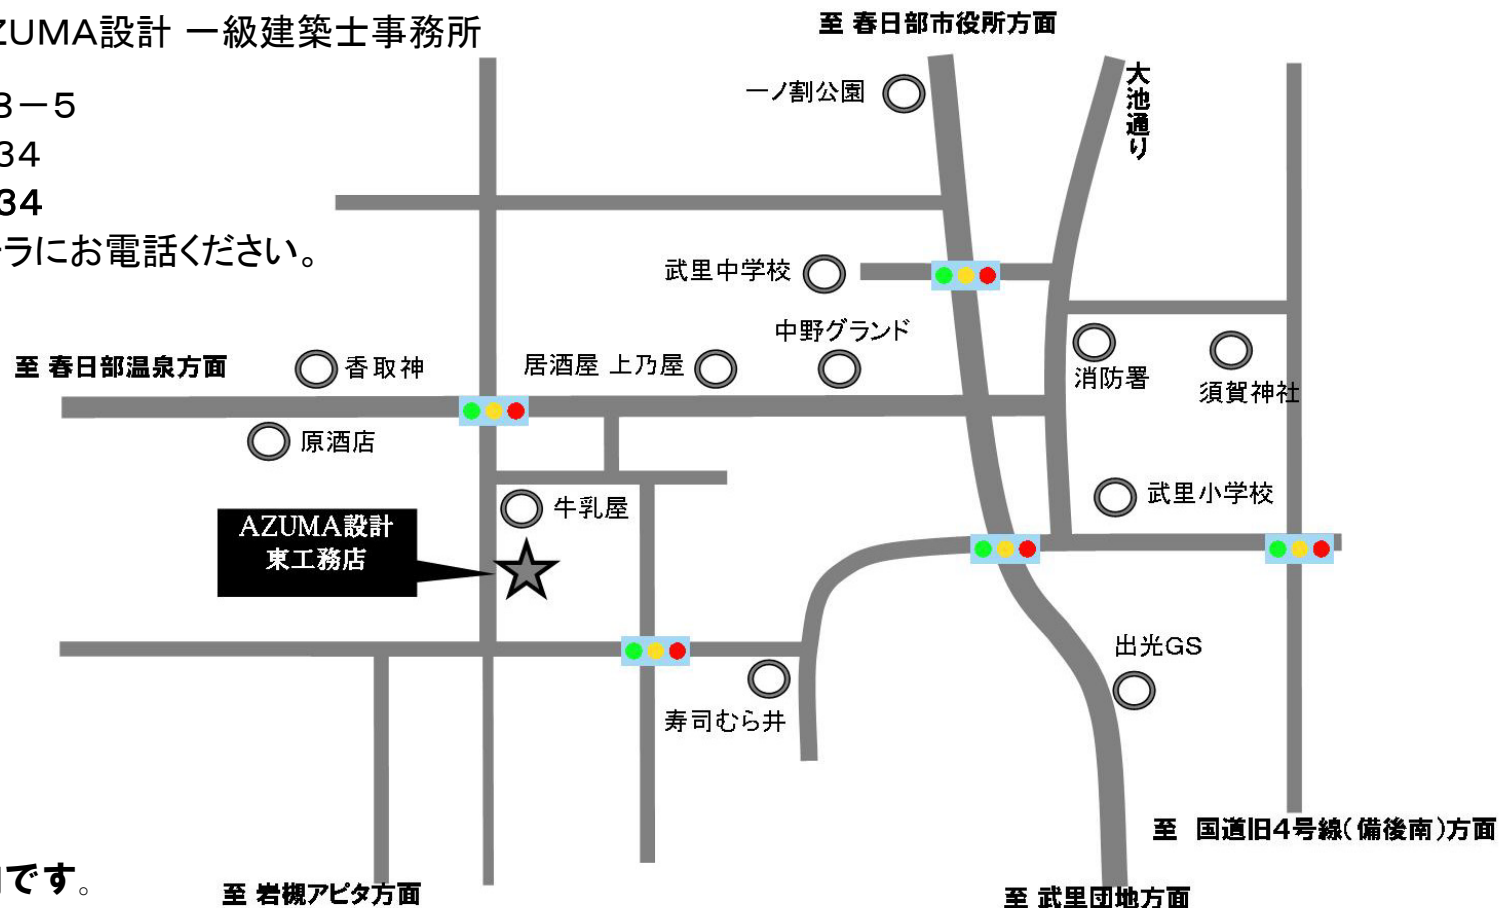 ZUMA設計 一級建築士事務所
至 春日部市役所方面
3－5
34
34
ラにお電話ください。
一ノ割公園
大池通り
武里中学校
中野グランド
至 春日部温泉方面
香取神
居酒屋 上乃屋
消防署
須賀神社
原酒店
牛乳屋
武里小学校
AZUMA設計
東工務店
出光GS
寿司むら井
至 国道旧4号線(備後南)方面
です。
至 岩槻アピタ方面
至 武里団地方面